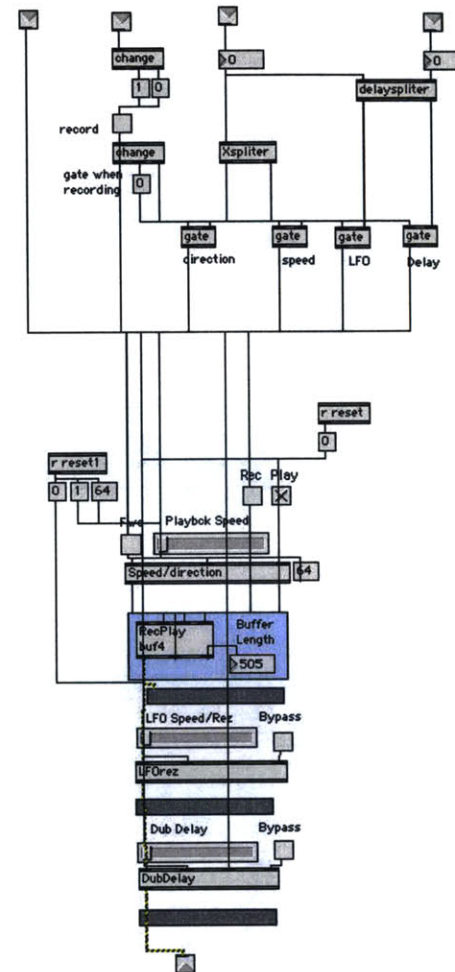 0
0
change
delayspliter
1 0
record
change
Xspliter
gate when
recording
0
gate
gate
gate
gate
direction
speed
LFO
Delay
r reset
0
r reset1
0 1 64
Rec Play
Playbck Speed
Speed/direction
64
RecPlay
buf4
Buffer
Length
505
LFO Speed/Rez
Bypass
LFOrez
Dub Delay
Bypass
DubDelay